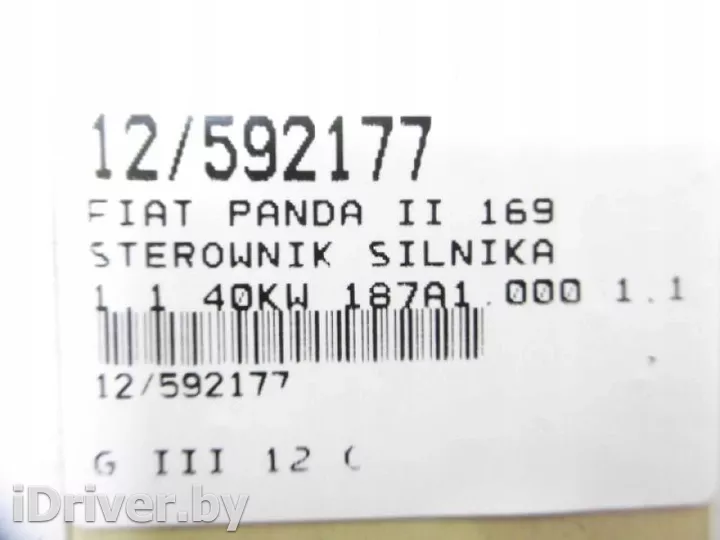 12/592177
FIAT PANDA II 169
STEROWNIK SILNIKA
1.1 40KW 187A1.000 1.1
12/592177
G III 12 (
iDriver.by